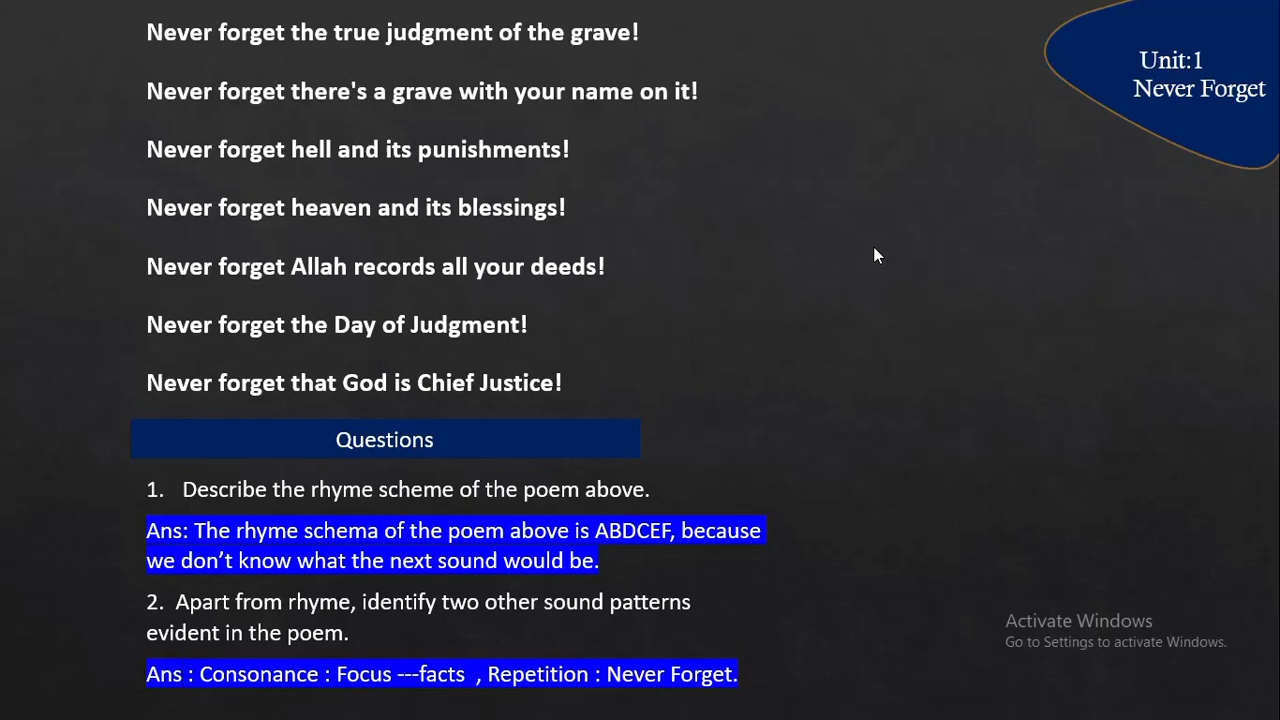 Never forget the true judgment of the grave!
Never forget there's a grave with your name on it!
Never forget hell and its punishments!
Never forget heaven and its blessings!
Never forget Allah records all your deeds!
Never forget the Day of Judgment!
Never forget that God is Chief Justice!
Unit:1
Never Forget
Questions
1. Describe the rhyme scheme of the poem above.
Ans: The rhyme schema of the poem above is ABDCEF, because
we don’t know what the next sound would be.
2. Apart from rhyme, identify two other sound patterns
evident in the poem.
Ans : Consonance : Focus ---facts , Repetition : Never Forget.
Activate Windows
Go to Settings to activate Windows.